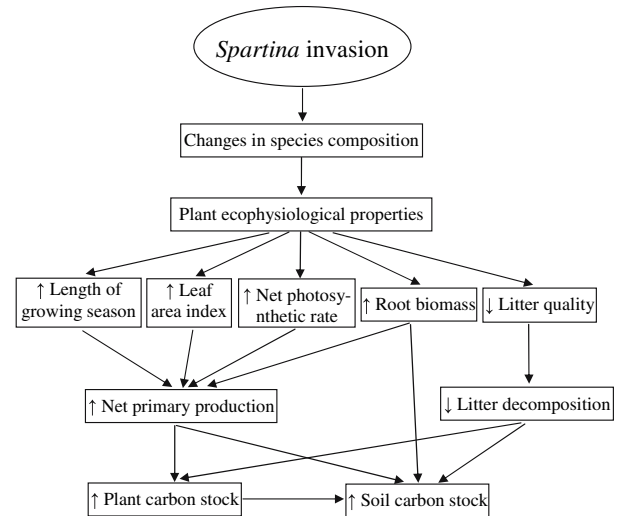 Spartina invasion
Changes in species composition
Plant ecophysiological properties
↑ Length of
growing season
↑ Leaf
area index
↑ Net photosy-
nthetic rate
↑ Root biomass
↓ Litter quality
↑ Net primary production
↓ Litter decomposition
↑ Plant carbon stock
↑ Soil carbon stock